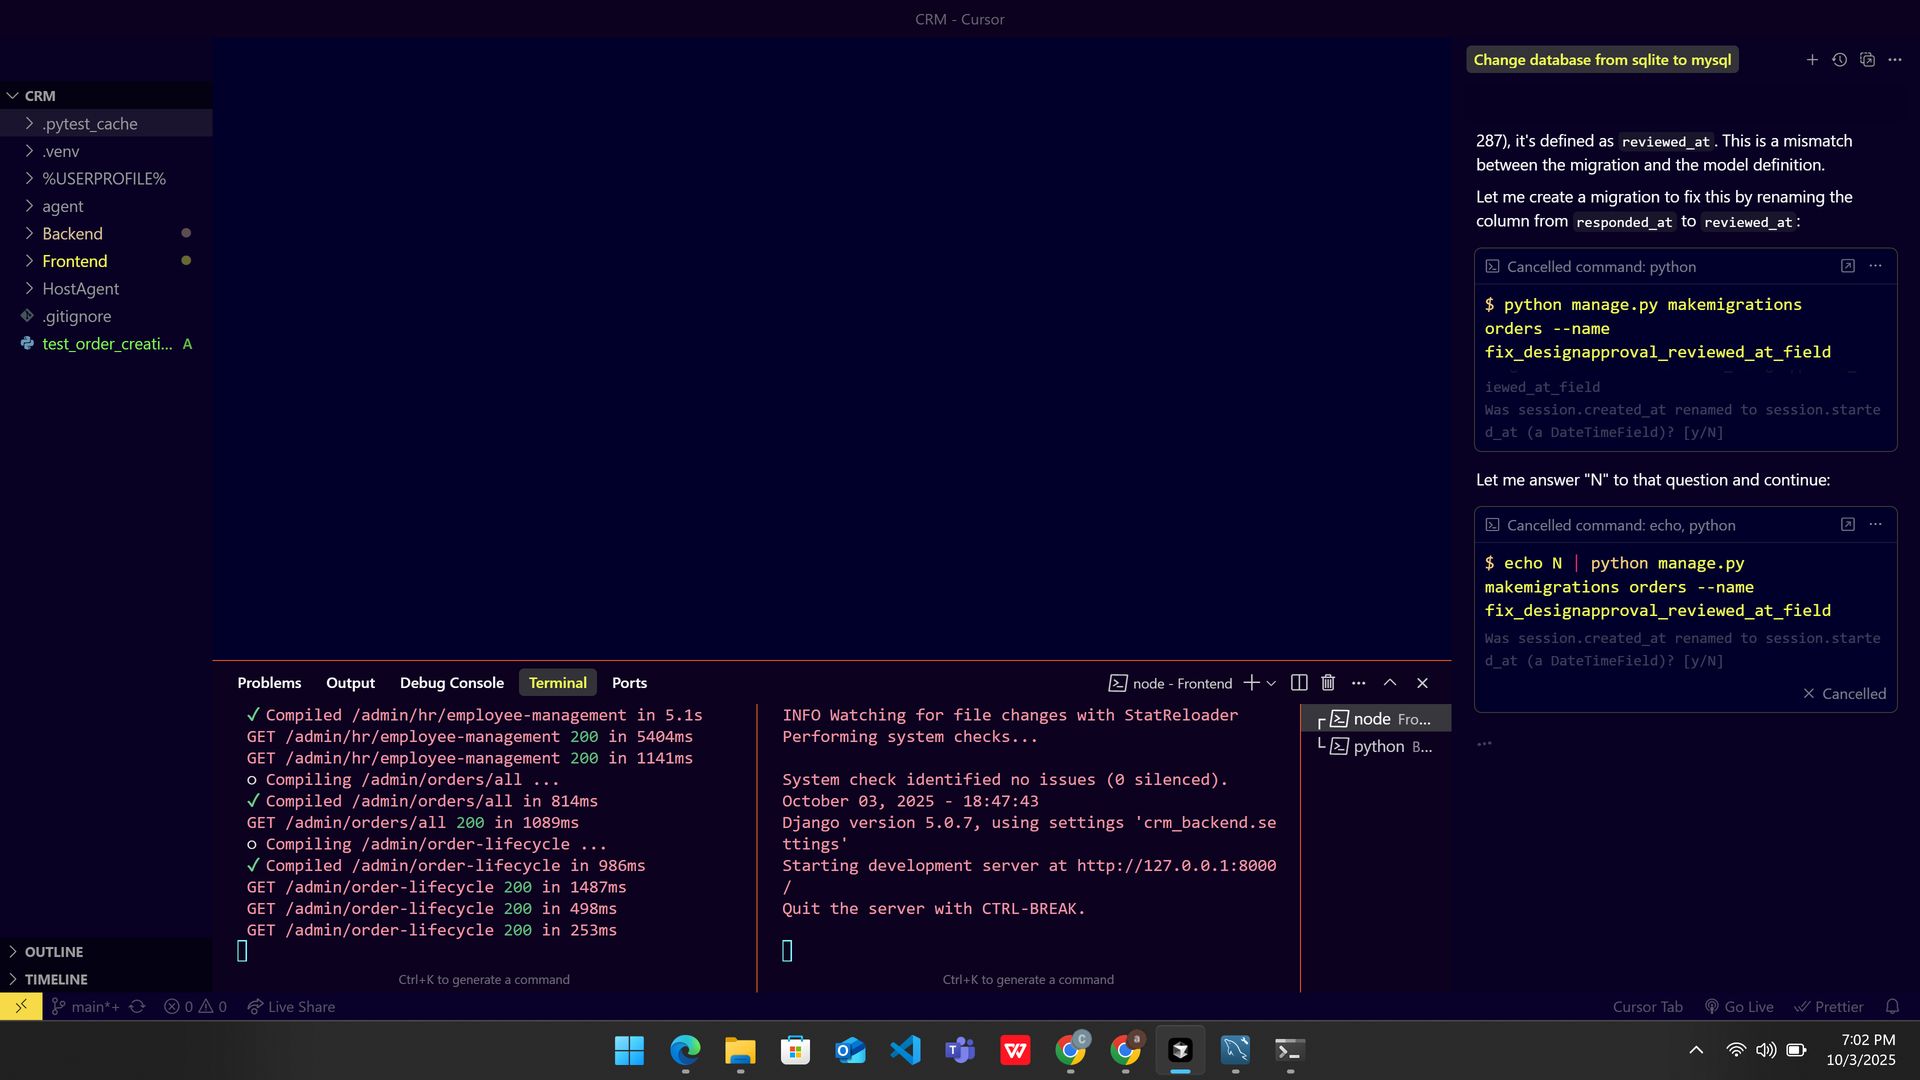 CRM - Cursor
CRM
.pytest_cache
.venv
%USERPROFILE%
agent
Backend
Frontend
HostAgent
.gitignore
test_order_creati... A
OUTLINE
TIMELINE
Problems Output Debug Console Terminal Ports
node - Frontend
✓ Compiled /admin/hr/employee-management in 5.1s
GET /admin/hr/employee-management 200 in 5404ms
GET /admin/hr/employee-management 200 in 1141ms
○ Compiling /admin/orders/all ...
✓ Compiled /admin/orders/all in 814ms
GET /admin/orders/all 200 in 1089ms
○ Compiling /admin/order-lifecycle ...
✓ Compiled /admin/order-lifecycle in 986ms
GET /admin/order-lifecycle 200 in 1487ms
GET /admin/order-lifecycle 200 in 498ms
GET /admin/order-lifecycle 200 in 253ms
Ctrl+K to generate a command
INFO Watching for file changes with StatReloader
Performing system checks...
System check identified no issues (0 silenced).
October 03, 2025 - 18:47:43
Django version 5.0.7, using settings 'crm_backend.se
ttings'
Starting development server at http://127.0.0.1:8000
/
Quit the server with CTRL-BREAK.
Ctrl+K to generate a command
node Fro...
python B...
Change database from sqlite to mysql
287), it's defined as reviewed_at. This is a mismatch
between the migration and the model definition.
Let me create a migration to fix this by renaming the
column from responded_at to reviewed_at:
Cancelled command: python
$ python manage.py makemigrations
orders --name
fix_designapproval_reviewed_at_field
iewed_at_field
Was session.created_at renamed to session.starte
d_at (a DateTimeField)? [y/N]
Let me answer "N" to that question and continue:
Cancelled command: echo, python
$ echo N | python manage.py
makemigrations orders --name
fix_designapproval_reviewed_at_field
Was session.created_at renamed to session.starte
d_at (a DateTimeField)? [y/N]
Cancelled
main*+ 0 0 Live Share
Cursor Tab Go Live Prettier
7:02 PM
10/3/2025